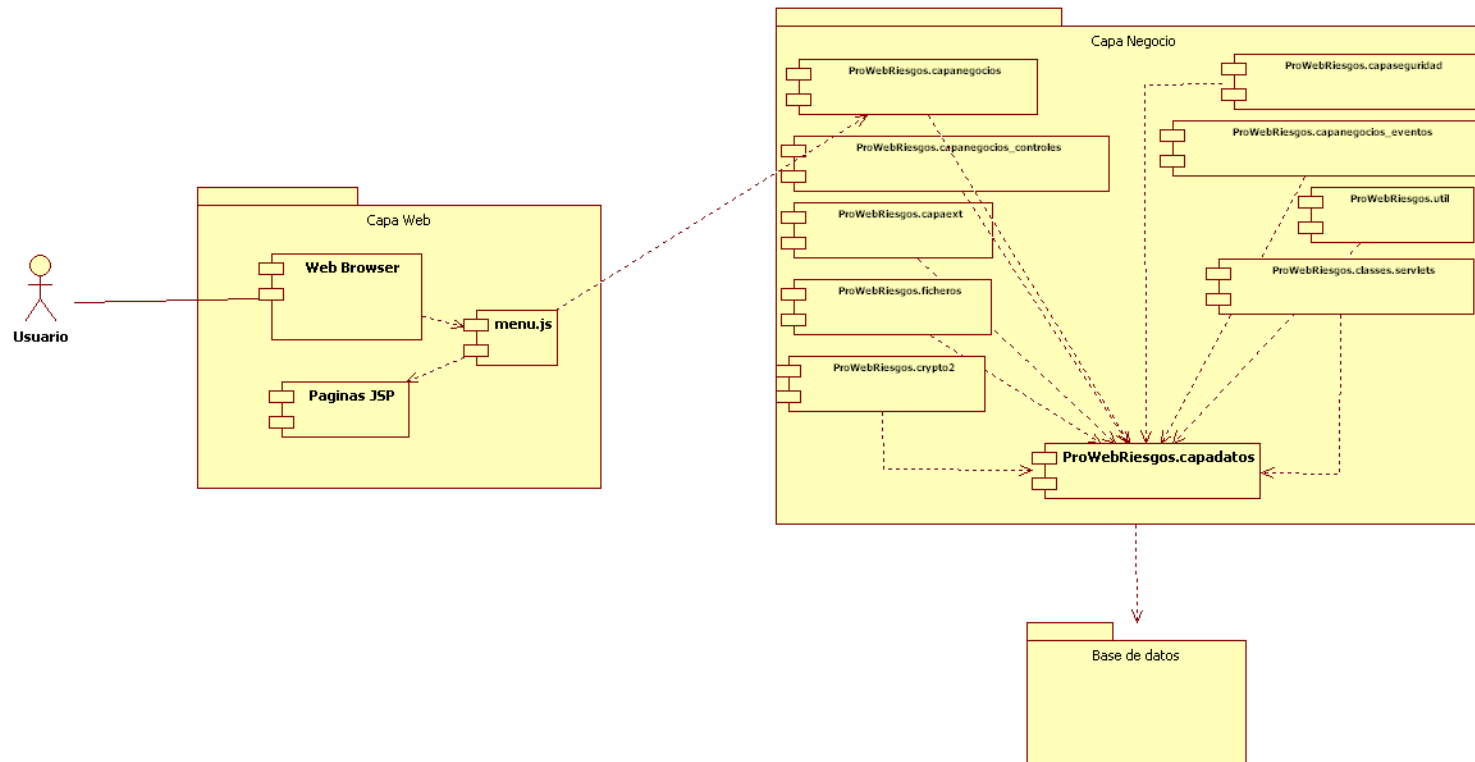 Usuario
Capa Web
Web Browser
menu.js
Paginas JSP
Capa Negocio
ProWebRiesgos.capanegocios
ProWebRiesgos.capaseguridad
ProWebRiesgos.capanegocios_controles
ProWebRiesgos.capanegocios_eventos
ProWebRiesgos.capaext
ProWebRiesgos.util
ProWebRiesgos.ficheros
ProWebRiesgos.classes.servlets
ProWebRiesgos.crypto2
ProWebRiesgos.capadatos
Base de datos